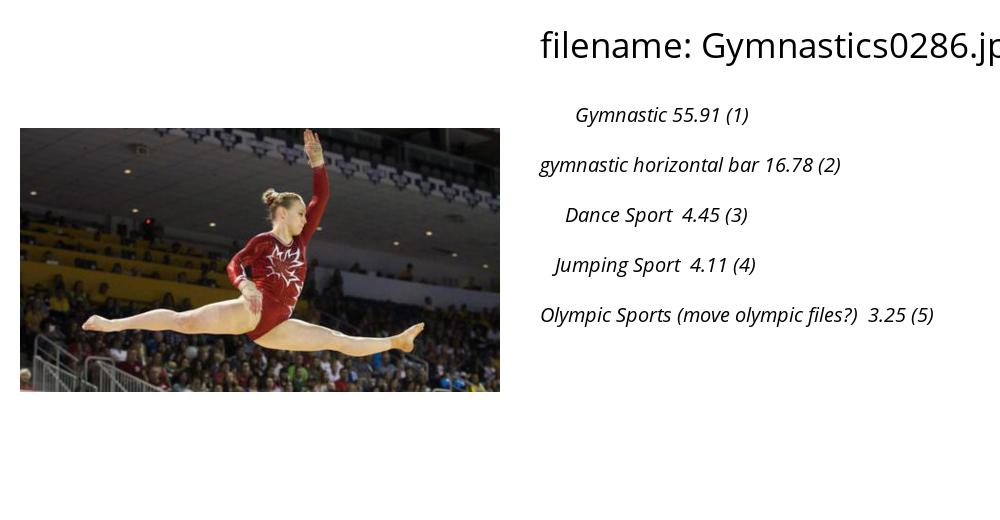 filename: Gymnastics0286.jp
Gymnastic 55.91 (1)
gymnastic horizontal bar 16.78 (2)
Dance Sport 4.45 (3)
Jumping Sport 4.11 (4)
Olympic Sports (move olympic files?) 3.25 (5)